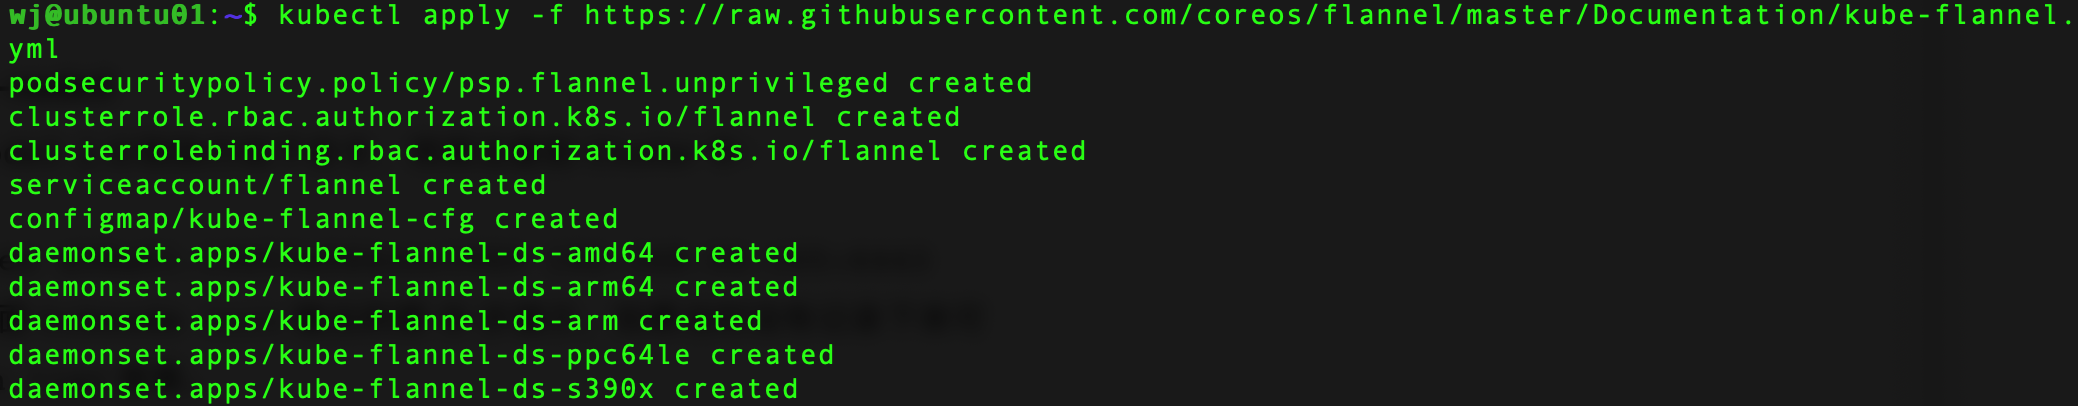 wj@ubuntu01:~$ kubectl apply -f https://raw.githubusercontent.com/coreos/flannel/master/Documentation/kube-flannel.
yml
podsecuritypolicy.policy/psp.flannel.unprivileged created
clusterrole.rbac.authorization.k8s.io/flannel created
clusterrolebinding.rbac.authorization.k8s.io/flannel created
serviceaccount/flannel created
configmap/kube-flannel-cfg created
daemonset.apps/kube-flannel-ds-amd64 created
daemonset.apps/kube-flannel-ds-arm64 created
daemonset.apps/kube-flannel-ds-arm created
daemonset.apps/kube-flannel-ds-ppc64le created
daemonset.apps/kube-flannel-ds-s390x created